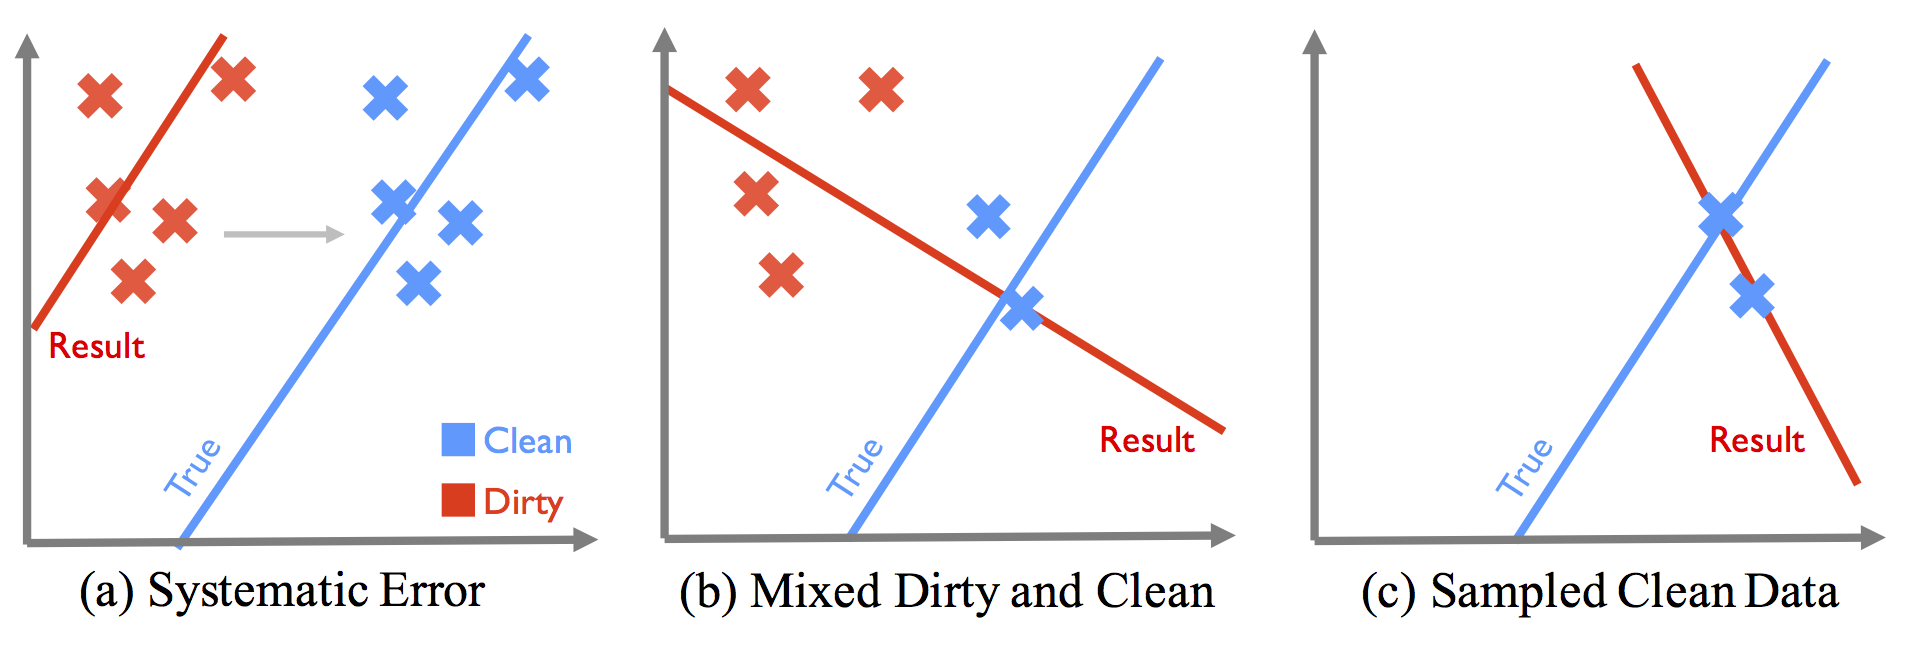 Result
True
Clean
Dirty
(a) Systematic Error
True
Result
(b) Mixed Dirty and Clean
True
Result
(c) Sampled Clean Data